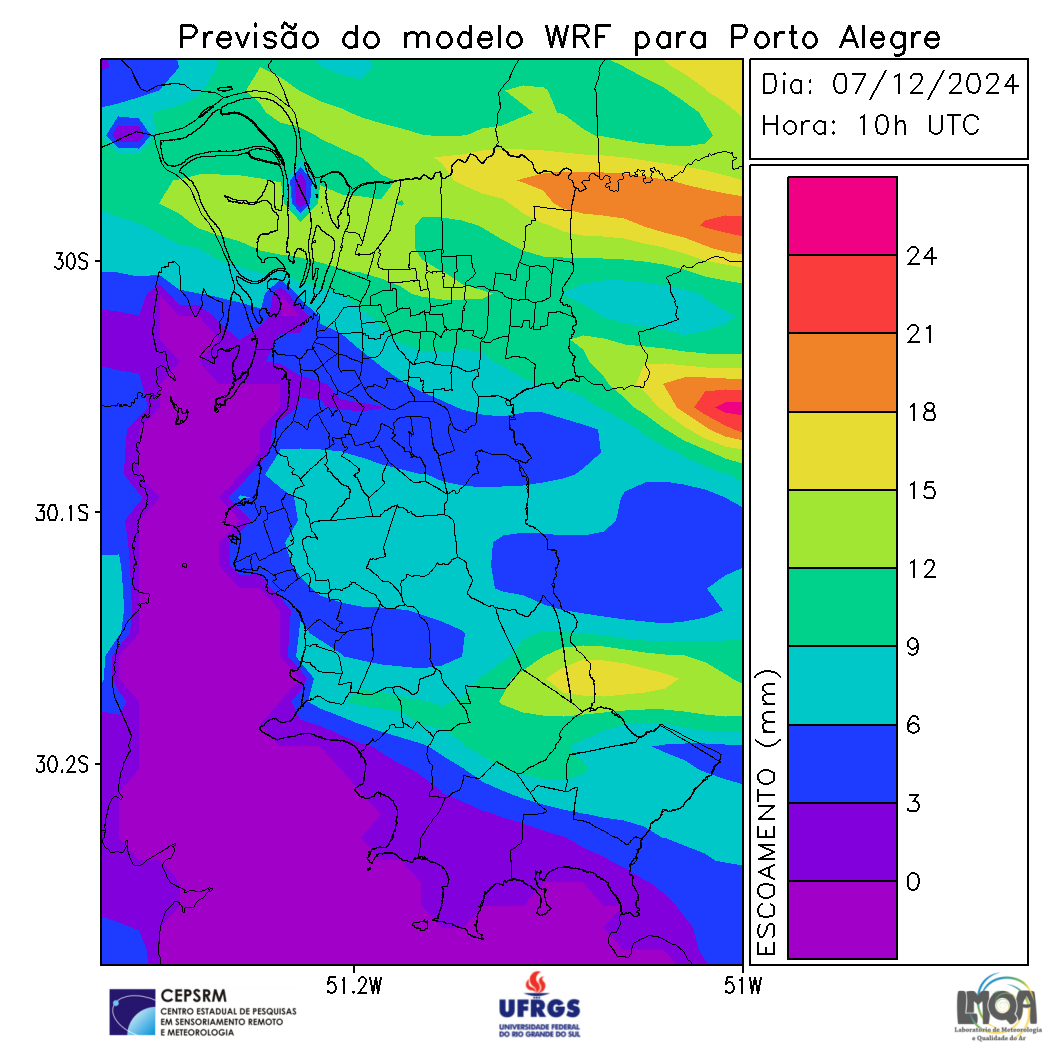 Previsão do modelo WRF para Porto Alegre
Dia: 07/12/2024
Hora: 10h UTC
30S
30.1S
30.2S
51.2W
51W
24
21
18
15
12
9
6
3
0
ESCOAMENTO (mm)
CEPSRM
CENTRO ESTADUAL DE PESQUISAS
EM SENSORIAMENTO REMOTO
E METEOROLOGIA
UFRGS
UNIVERSIDADE FEDERAL
DO RIO GRANDE DO SUL
LMQA
Laboratório de Meteorologia
e Qualidade do Ar